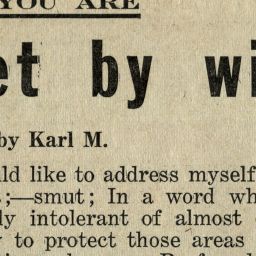 YOU ARE
et by wi
by Karl M.
ld like to address myself
;—smut; In a word wh
ly intolerant of almost
to protect those areas